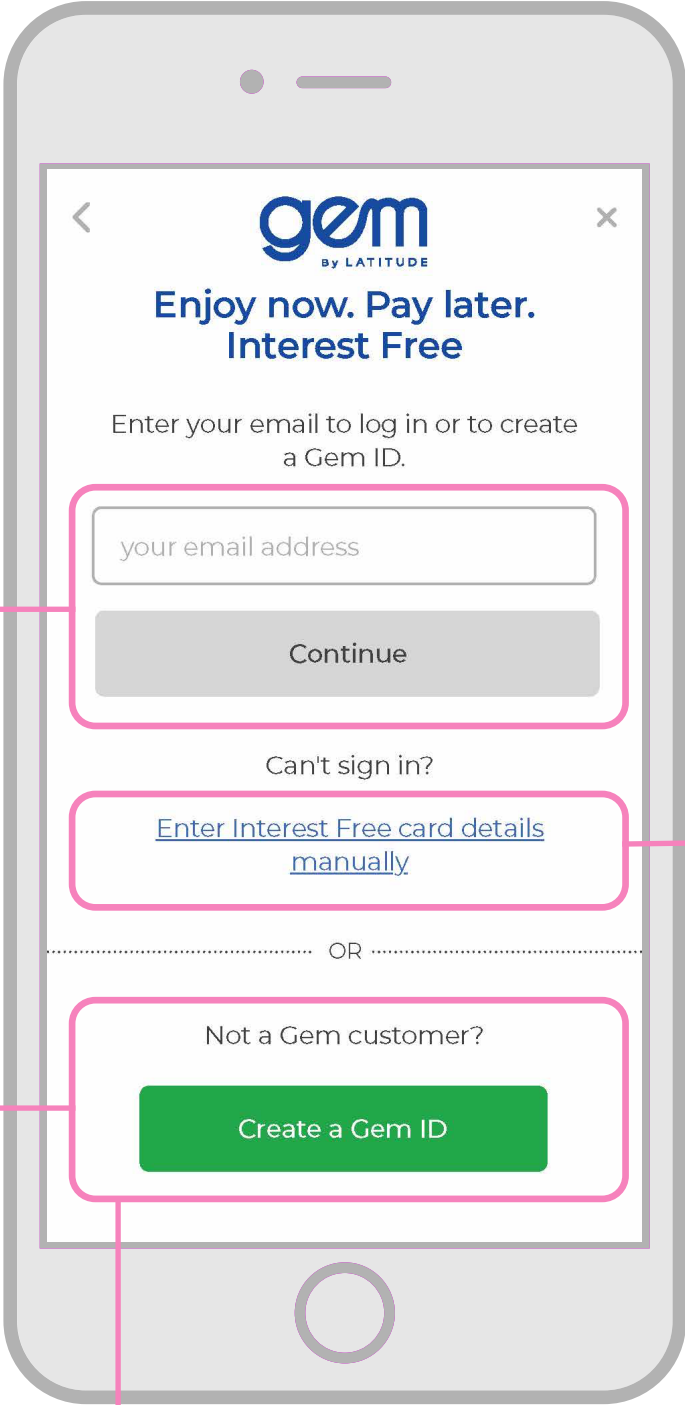 gem
By LATITUDE
Enjoy now. Pay later.
Interest Free
Enter your email to log in or to create
a Gem ID.
your email address
Continue
Can't sign in?
Enter Interest Free card details
manually
OR
Not a Gem customer?
Create a Gem ID